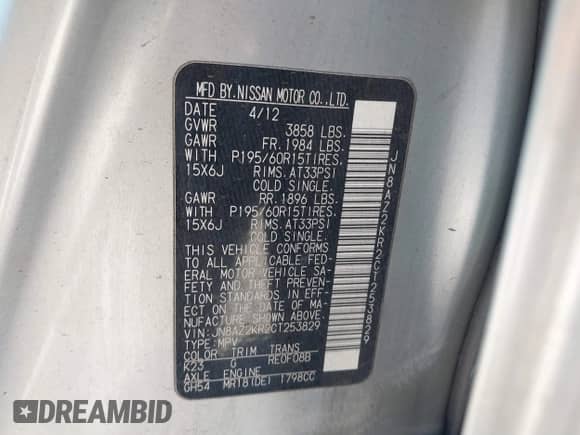 MFD BY.NISSAN MOTOR CO.,LTD.
DATE 4/12
GVWR 3858 LBS.
GAWR FR. 1984 LBS.
WITH P195/60R15TIRES.
15X6J RIMS.AT33PSI
COLD SINGLE.
GAWR RR. 1896 LBS.
WITH P195/60R15TIRES.
15X6J RIMS.AT33PSI
COLD SINGLE.
THIS VEHICLE CONFORMS
TO ALL APPLICABLE FED-
ERAL MOTOR VEHICLE SA-
FETY AND THEFT PREVEN-
TION STANDARDS IN EFF-
ECT ON THE DATE OF MA-
NUFACTURE SHOWN ABOVE.
VIN: JN8AZ2KR2CT253829
TYPE: MPV
COLOR TRIM TRANS
K23 G RE0F08B
AXLE ENGINE
GH54 MR18(DE) 1798CC
JN8AZ2KR2CT253829
©DREAMBID